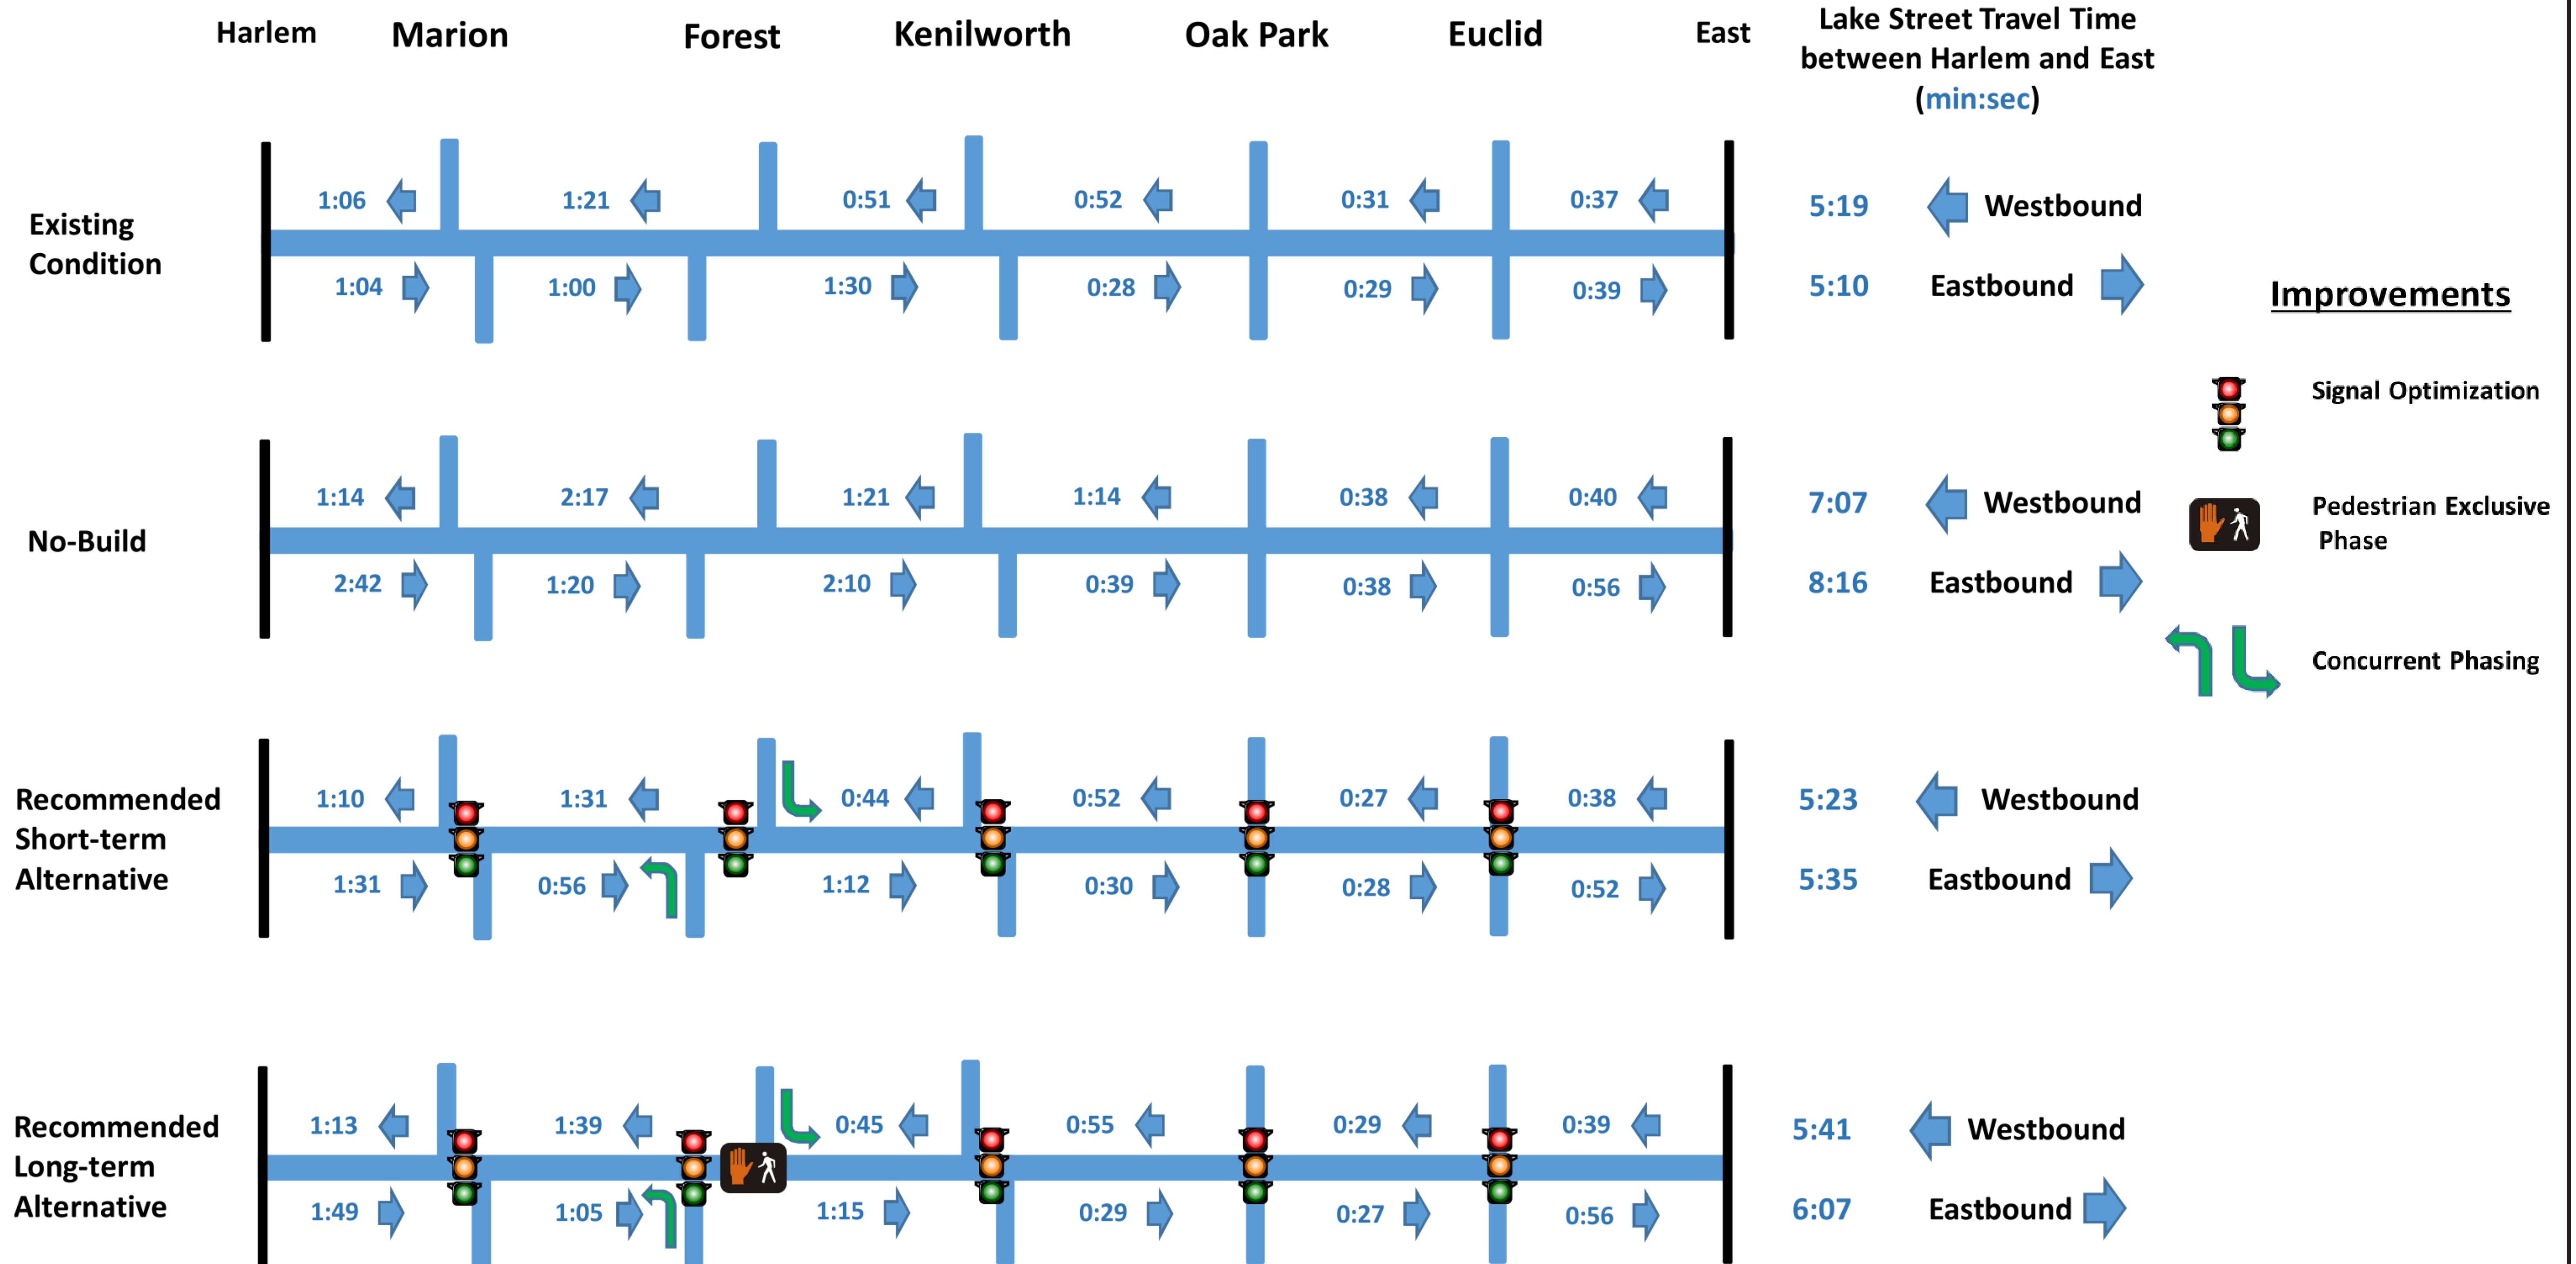 Harlem Marion Forest Kenilworth Oak Park Euclid East
Lake Street Travel Time
between Harlem and East
(min:sec)
Existing
Condition
1:06 1:21 0:51 0:52 0:31 0:37
1:04 1:00 1:30 0:28 0:29 0:39
5:19 Westbound
5:10 Eastbound
Improvements
Signal Optimization
Pedestrian Exclusive
Phase
Concurrent Phasing
No-Build
1:14 2:17 1:21 1:14 0:38 0:40
2:42 1:20 2:10 0:39 0:38 0:56
7:07 Westbound
8:16 Eastbound
Recommended
Short-term
Alternative
1:10 1:31 0:44 0:52 0:27 0:38
1:31 0:56 1:12 0:30 0:28 0:52
5:23 Westbound
5:35 Eastbound
Recommended
Long-term
Alternative
1:13 1:39 0:45 0:55 0:29 0:39
1:49 1:05 1:15 0:29 0:27 0:56
5:41 Westbound
6:07 Eastbound